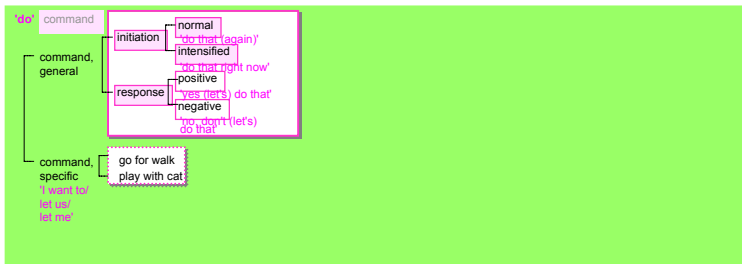 'do' command
normal
'do that (again)'
initiation
intensified
'do that right now'
command,
general
positive
'yes (let's) do that'
response
negative
'no, don't (let's)
do that'
command,
specific
go for walk
play with cat
'I want to/
let us/
let me'